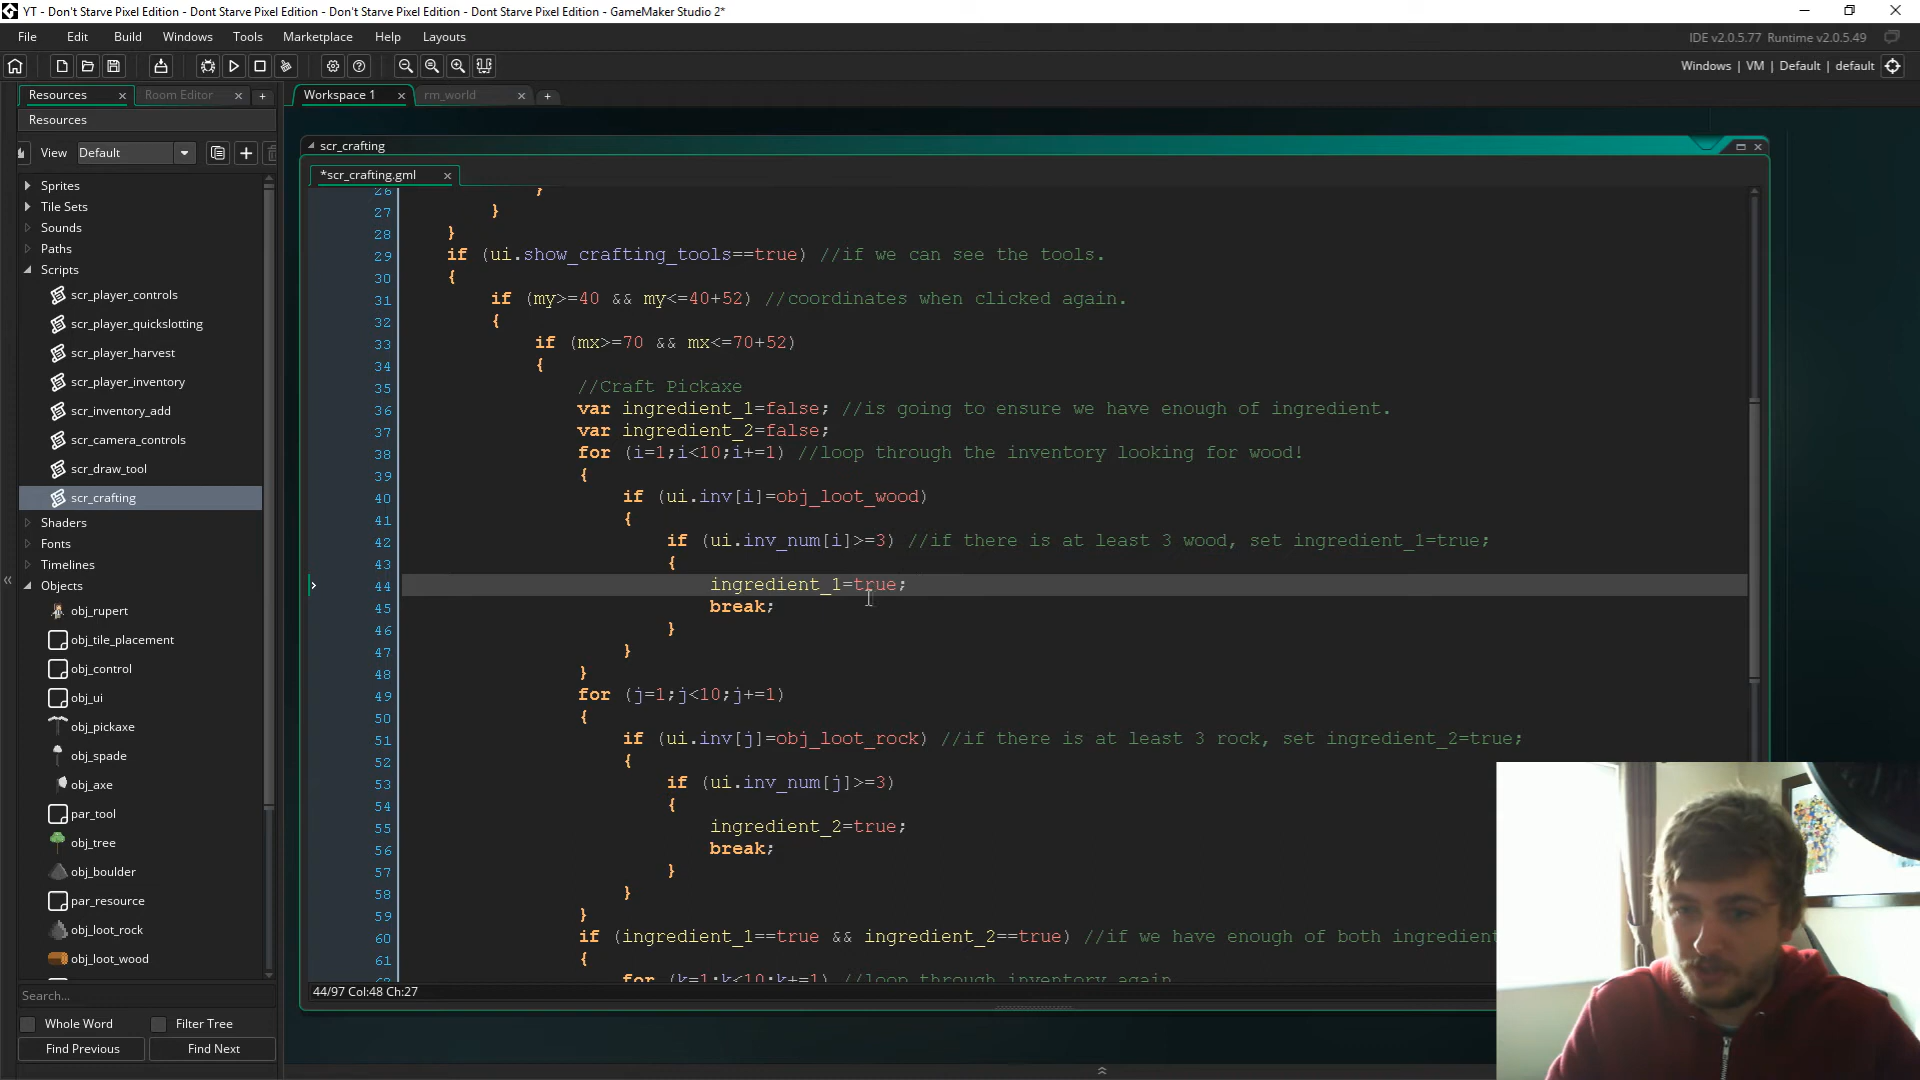 YT - Don't Starve Pixel Edition - Dont Starve Pixel Edition - Don't Starve Pixel Edition - Dont Starve Pixel Edition - GameMaker Studio 2*
File Edit Build Windows Tools Marketplace Help Layouts
IDE v2.0.5.77 Runtime v2.0.5.49
Windows | VM | Default | default
Resources
Room Editor
Workspace 1
rm_world
Resources
View Default
Sprites
Tile Sets
Sounds
Paths
Scripts
scr_player_controls
scr_player_quickslotting
scr_player_harvest
scr_player_inventory
scr_inventory_add
scr_camera_controls
scr_draw_tool
scr_crafting
Shaders
Fonts
Timelines
Objects
obj_rupert
obj_tile_placement
obj_control
obj_ui
obj_pickaxe
obj_spade
obj_axe
par_tool
obj_tree
obj_boulder
par_resource
obj_loot_rock
obj_loot_wood
Search...
Whole Word
Filter Tree
Find Previous
Find Next
scr_crafting
*scr_crafting.gml
26 }
27 }
28 }
29 if (ui.show_crafting_tools==true) //if we can see the tools.
30 {
31 if (my>=40 && my<=40+52) //coordinates when clicked again.
32 {
33 if (mx>=70 && mx<=70+52)
34 {
35 //Craft Pickaxe
36 var ingredient_1=false; //is going to ensure we have enough of ingredient.
37 var ingredient_2=false;
38 for (i=1;i<10;i+=1) //loop through the inventory looking for wood!
39 {
40 if (ui.inv[i]=obj_loot_wood)
41 {
42 if (ui.inv_num[i]>=3) //if there is at least 3 wood, set ingredient_1=true;
43 {
44 ingredient_1=true;
45 break;
46 }
47 }
48 }
49 for (j=1;j<10;j+=1)
50 {
51 if (ui.inv[j]=obj_loot_rock) //if there is at least 3 rock, set ingredient_2=true;
52 {
53 if (ui.inv_num[j]>=3)
54 {
55 ingredient_2=true;
56 break;
57 }
58 }
59 }
60 if (ingredient_1==true && ingredient_2==true) //if we have enough of both ingredient
61 {
for (k=1;k<10;k+=1) //loop through inventory again
44/97 Col:48 Ch:27